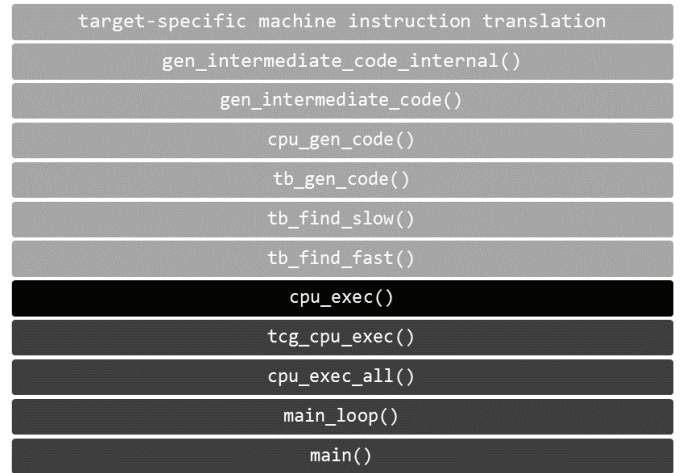 target-specific machine instruction translation
gen_intermediate_code_internal()
gen_intermediate_code()
cpu_gen_code()
tb_gen_code()
tb_find_slow()
tb_find_fast()
cpu_exec()
tcg_cpu_exec()
cpu_exec_all()
main_loop()
main()